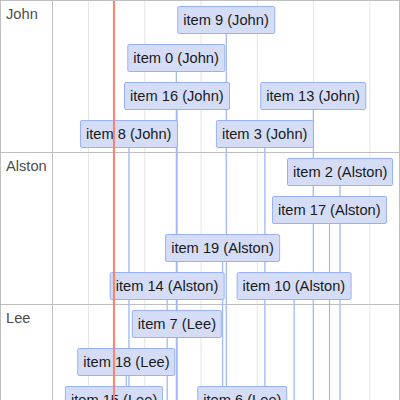 John
item 9 (John)
item 0 (John)
item 16 (John)
item 13 (John)
item 8 (John)
item 3 (John)
Alston
item 2 (Alston)
item 17 (Alston)
item 19 (Alston)
item 14 (Alston)
item 10 (Alston)
Lee
item 7 (Lee)
item 18 (Lee)
item 15 (Lee)
item 6 (Lee)